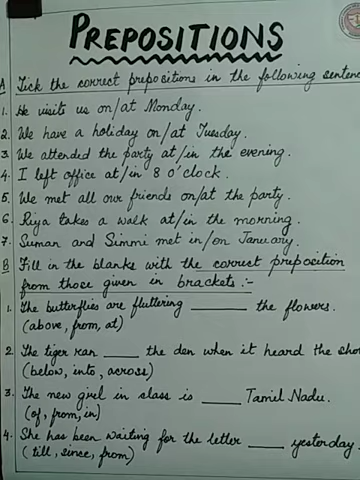 PREPOSITIONS
A Tick the correct prepositions in the following senten
1. He visits us on/at Monday.
2. We have a holiday on/at Tuesday.
3. We attended the party at/in the evening.
4. I left office at/in 8 O'clock.
5. We met all our friends on/at the party.
6. Riya takes a walk at/in the morning.
7. Suman and Simmi met in/on January.
B Fill in the blanks with the correct preposition
from those given in brackets :-
1. The butterflies are fluttering ______ the flowers.
(above, from, at)
2. The tiger ran ____ the den when it heard the sho
(below, into, across)
3. The new girl in class is ____ Tamil Nadu.
(of, from, in)
4. She has been waiting for the letter ____ yesterday.
(till, since, from)